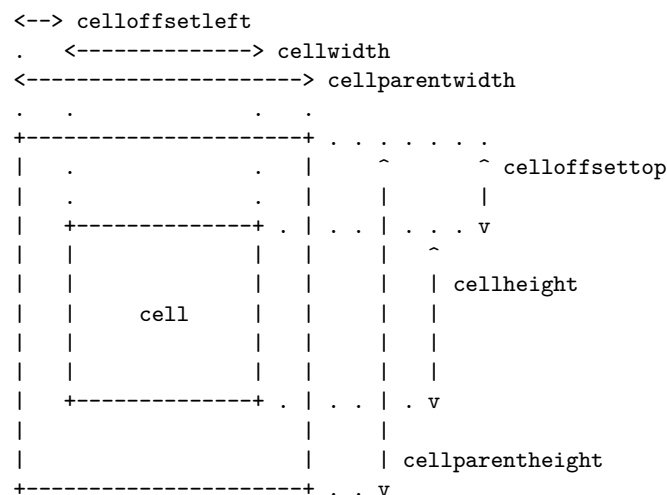 <--> celloffsetleft
.   <--------------> cellwidth
<----------------------> cellparentwidth
.   .              .   .
+----------------------+ . . . . . . .
|   .              .   |     ^       ^ celloffsettop
|   .              .   |     |       |
|   +--------------+ . | . . | . . . v
|   |              |   |     |   ^
|   |              |   |     |   | cellheight
|   |     cell     |   |     |   |
|   |              |   |     |   |
|   |              |   |     |   |
|   +--------------+ . | . . | . v
|                      |     |
|                      |     | cellparentheight
+----------------------+ . . v